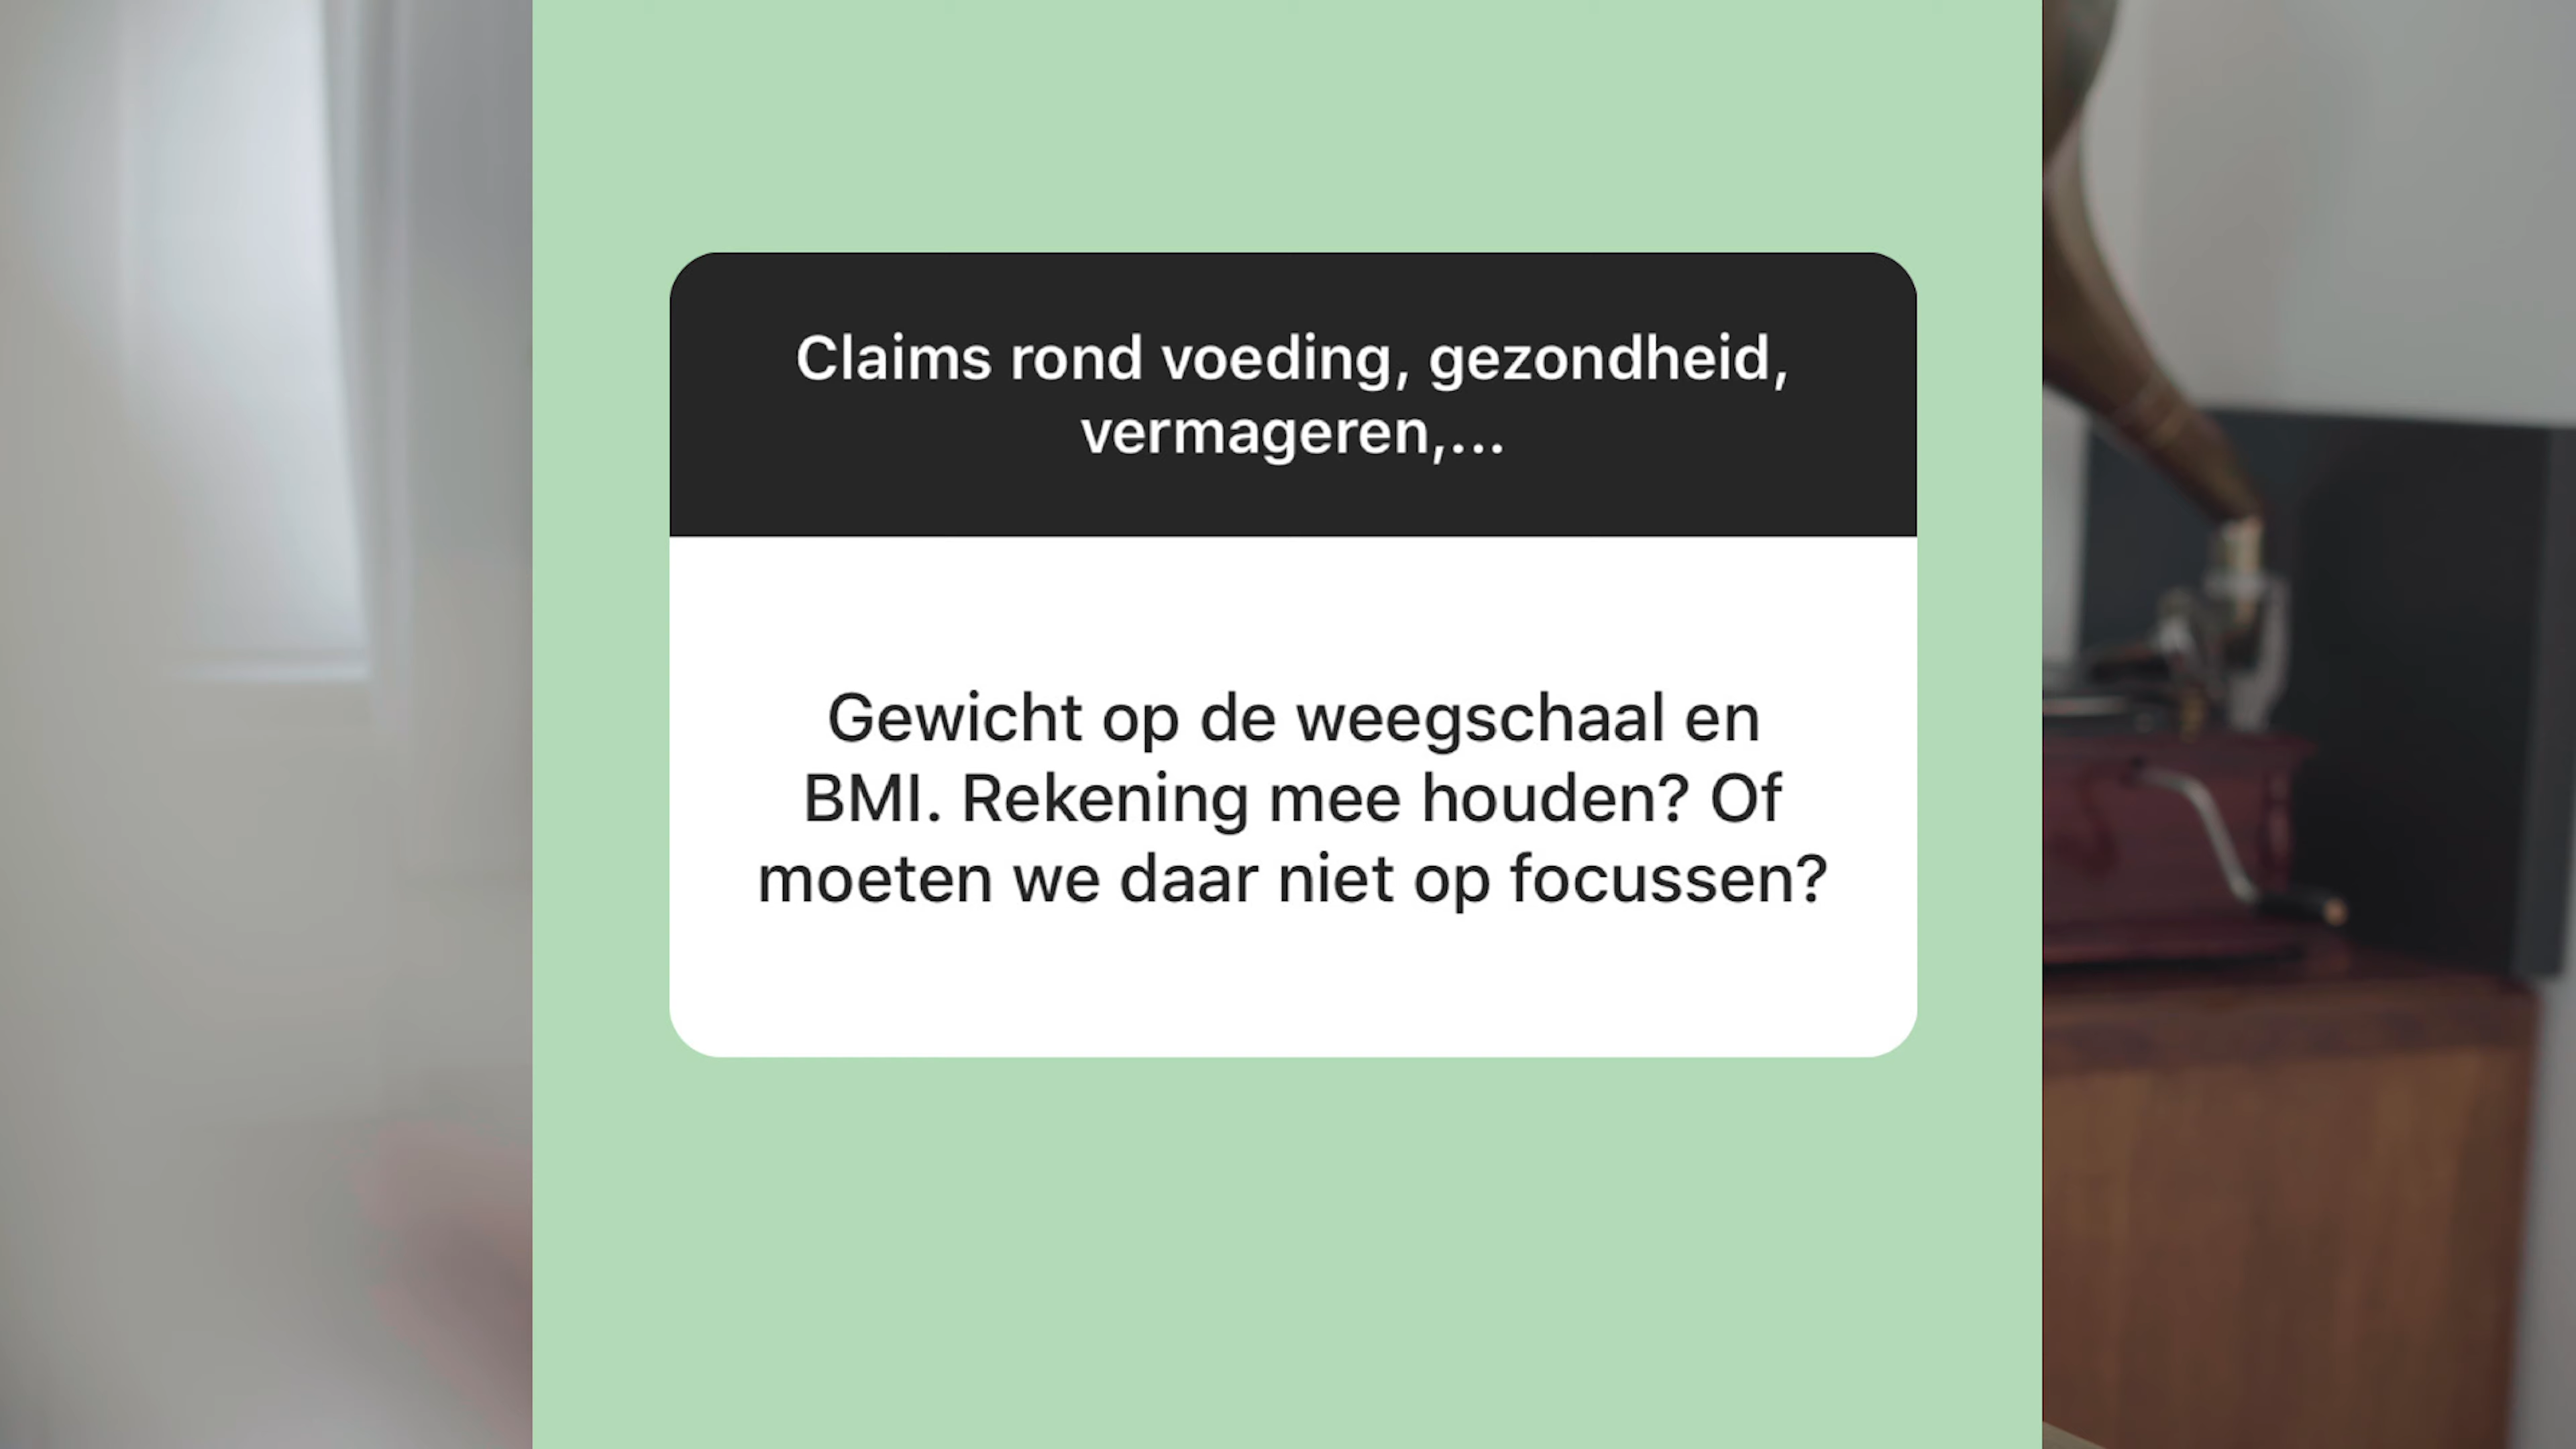 Claims rond voeding, gezondheid,
vermageren,...
Gewicht op de weegschaal en
BMI. Rekening mee houden? Of
moeten we daar niet op focussen?